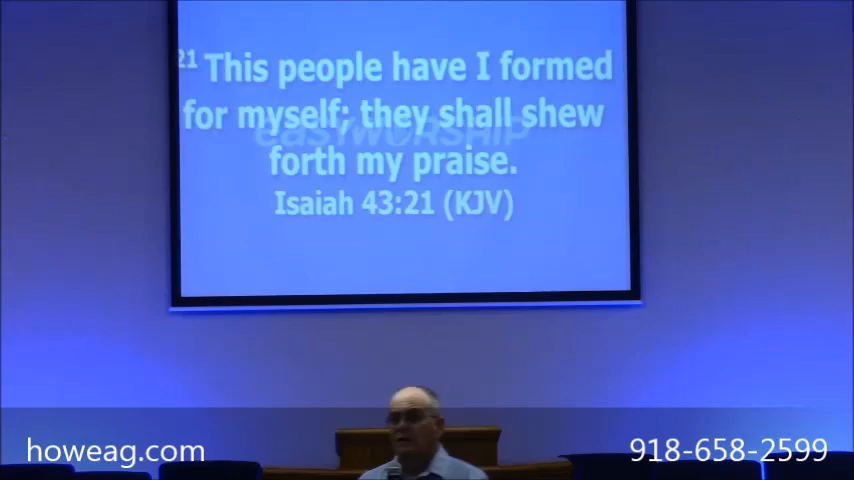 21 This people have I formed
for myself; they shall shew
easyworship
forth my praise.
Isaiah 43:21 (KJV)
howeag.com
918-658-2599